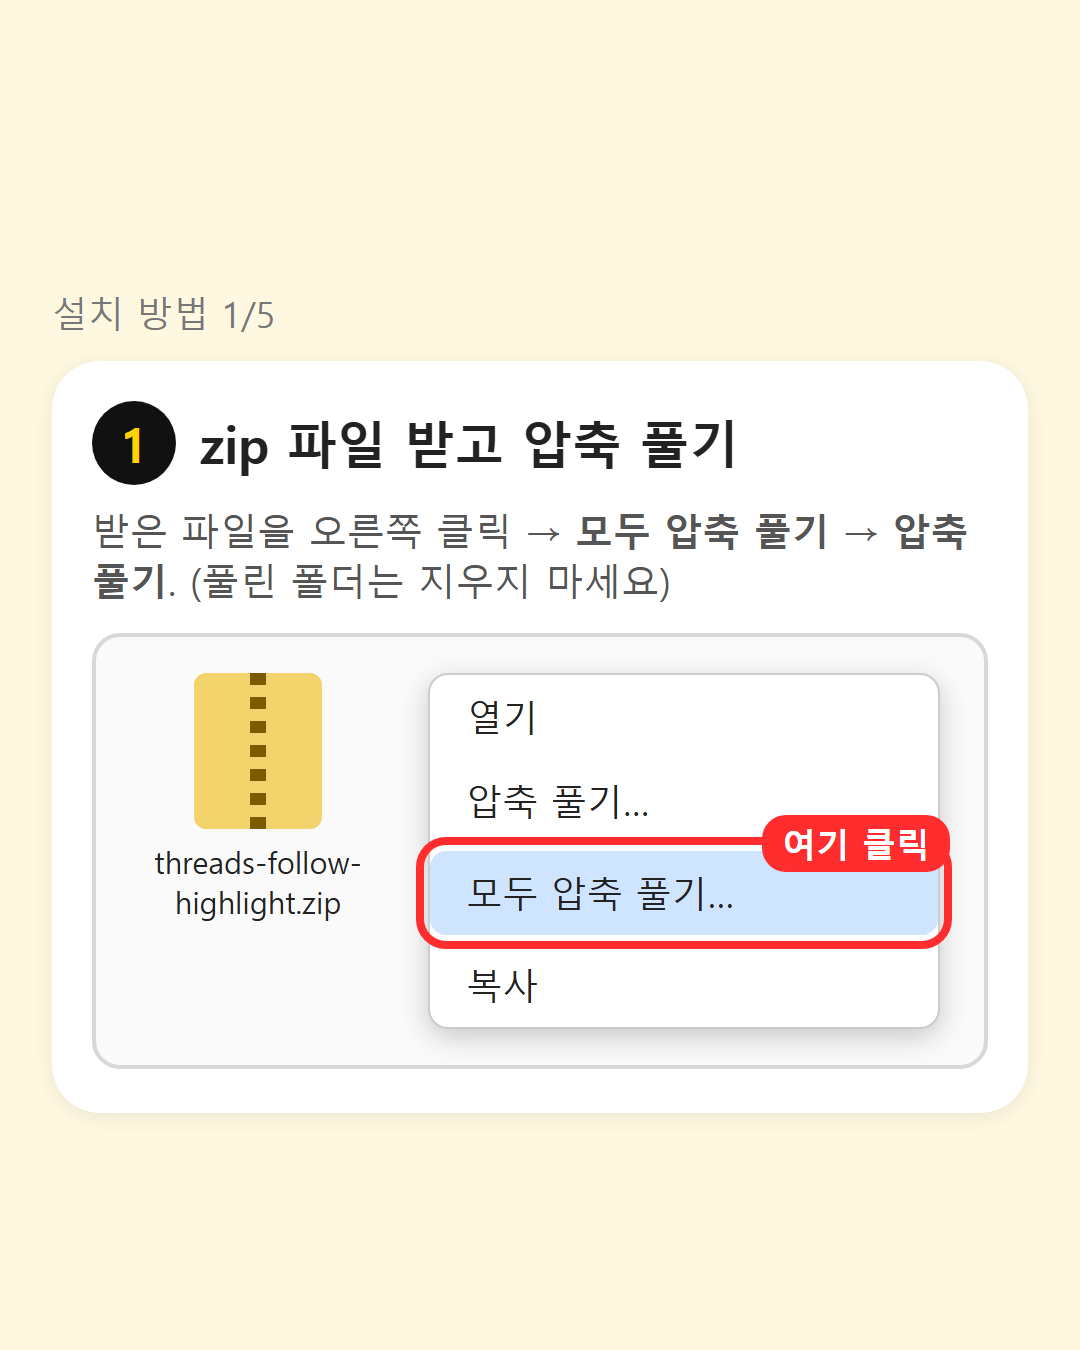 설치 방법 1/5
1 zip 파일 받고 압축 풀기
받은 파일을 오른쪽 클릭 → 모두 압축 풀기 → 압축
풀기. (풀린 폴더는 지우지 마세요)
threads-follow-
highlight.zip
열기
압축 풀기...
여기 클릭
모두 압축 풀기...
복사